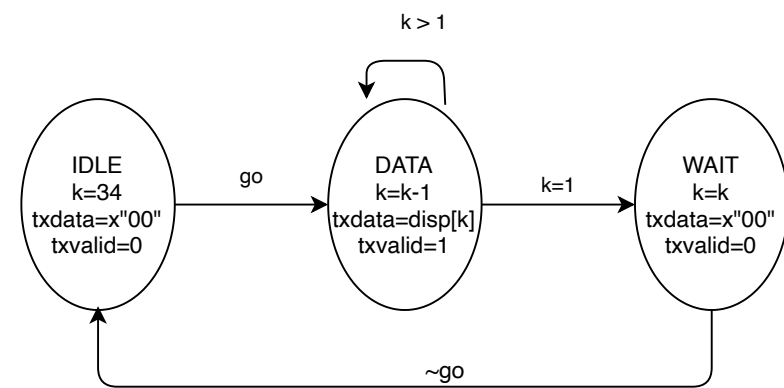 k > 1
IDLE
k=34
txdata=x"00"
txvalid=0
go
DATA
k=k-1
txdata=disp[k]
txvalid=1
k=1
WAIT
k=k
txdata=x"00"
txvalid=0
~go